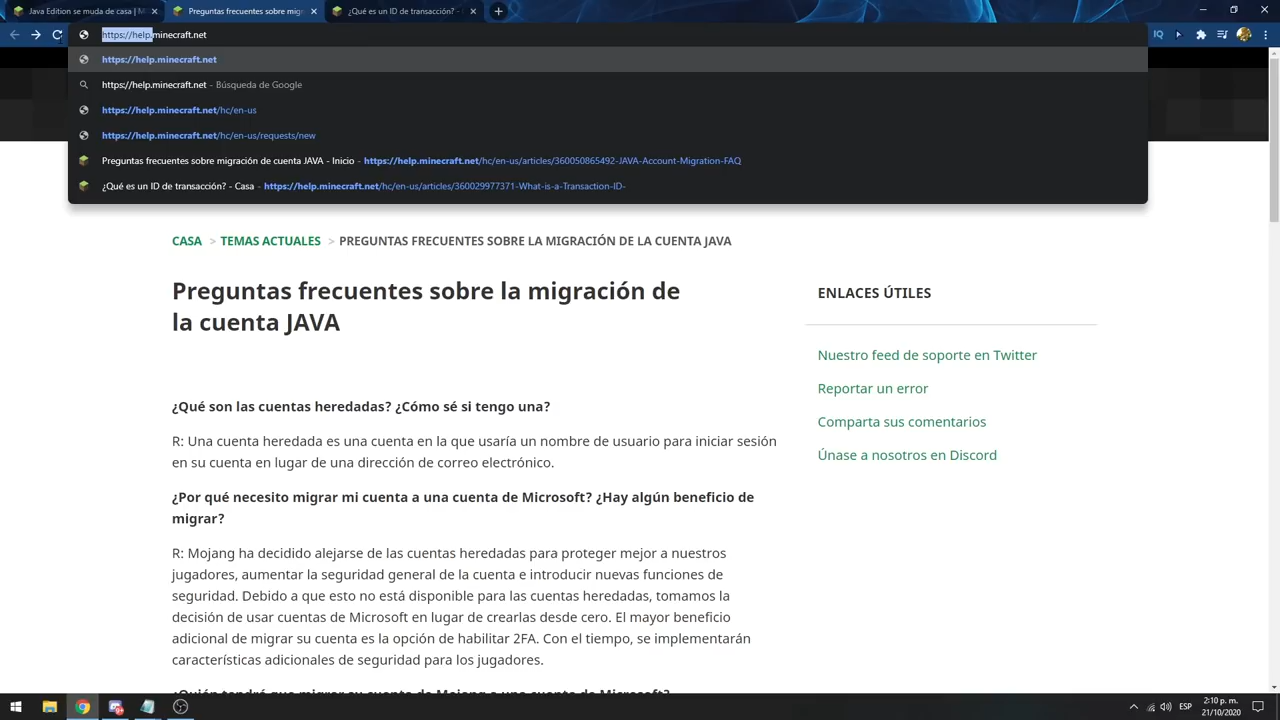 Java Edition se muda de casa | M
Preguntas frecuentes sobre migr
¿Qué es un ID de transacción? -
https://help.minecraft.net
https://help.minecraft.net
https://help.minecraft.net - Búsqueda de Google
https://help.minecraft.net/hc/en-us
https://help.minecraft.net/hc/en-us/requests/new
Preguntas frecuentes sobre migración de cuenta JAVA - Inicio - https://help.minecraft.net/hc/en-us/articles/360050865492-JAVA-Account-Migration-FAQ
¿Qué es un ID de transacción? - Casa - https://help.minecraft.net/hc/en-us/articles/360029977371-What-is-a-Transaction-ID-
CASA > TEMAS ACTUALES > PREGUNTAS FRECUENTES SOBRE LA MIGRACIÓN DE LA CUENTA JAVA
Preguntas frecuentes sobre la migración de
la cuenta JAVA
ENLACES ÚTILES
Nuestro feed de soporte en Twitter
Reportar un error
Comparta sus comentarios
Únase a nosotros en Discord
¿Qué son las cuentas heredadas? ¿Cómo sé si tengo una?
R: Una cuenta heredada es una cuenta en la que usaría un nombre de usuario para iniciar sesión
en su cuenta en lugar de una dirección de correo electrónico.
¿Por qué necesito migrar mi cuenta a una cuenta de Microsoft? ¿Hay algún beneficio de
migrar?
R: Mojang ha decidido alejarse de las cuentas heredadas para proteger mejor a nuestros
jugadores, aumentar la seguridad general de la cuenta e introducir nuevas funciones de
seguridad. Debido a que esto no está disponible para las cuentas heredadas, tomamos la
decisión de usar cuentas de Microsoft en lugar de crearlas desde cero. El mayor beneficio
adicional de migrar su cuenta es la opción de habilitar 2FA. Con el tiempo, se implementarán
características adicionales de seguridad para los jugadores.
¿Quién tendrá que migrar su cuenta de Mojang a una cuenta de Microsoft?
ESP
2:10 p. m.
21/10/2020